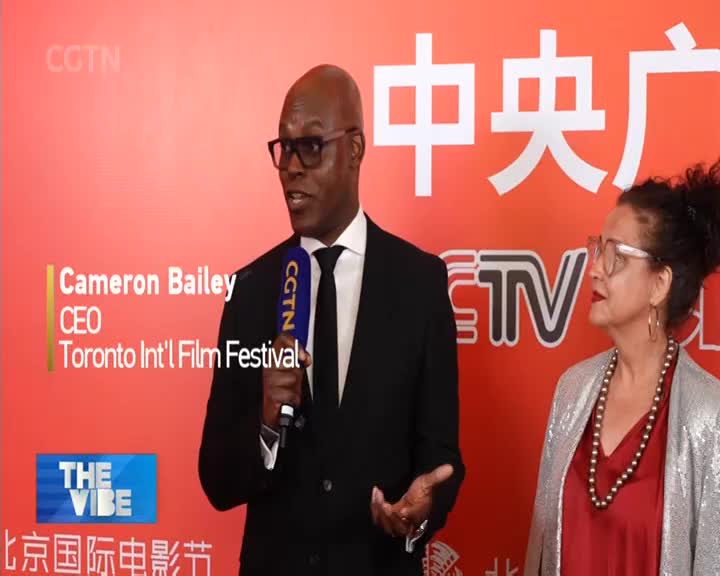 CGTN
中央广
CCTV
CGTN
Cameron Bailey
CEO
Toronto Int'l Film Festival
THE
VIBE
北京国际电影节
北